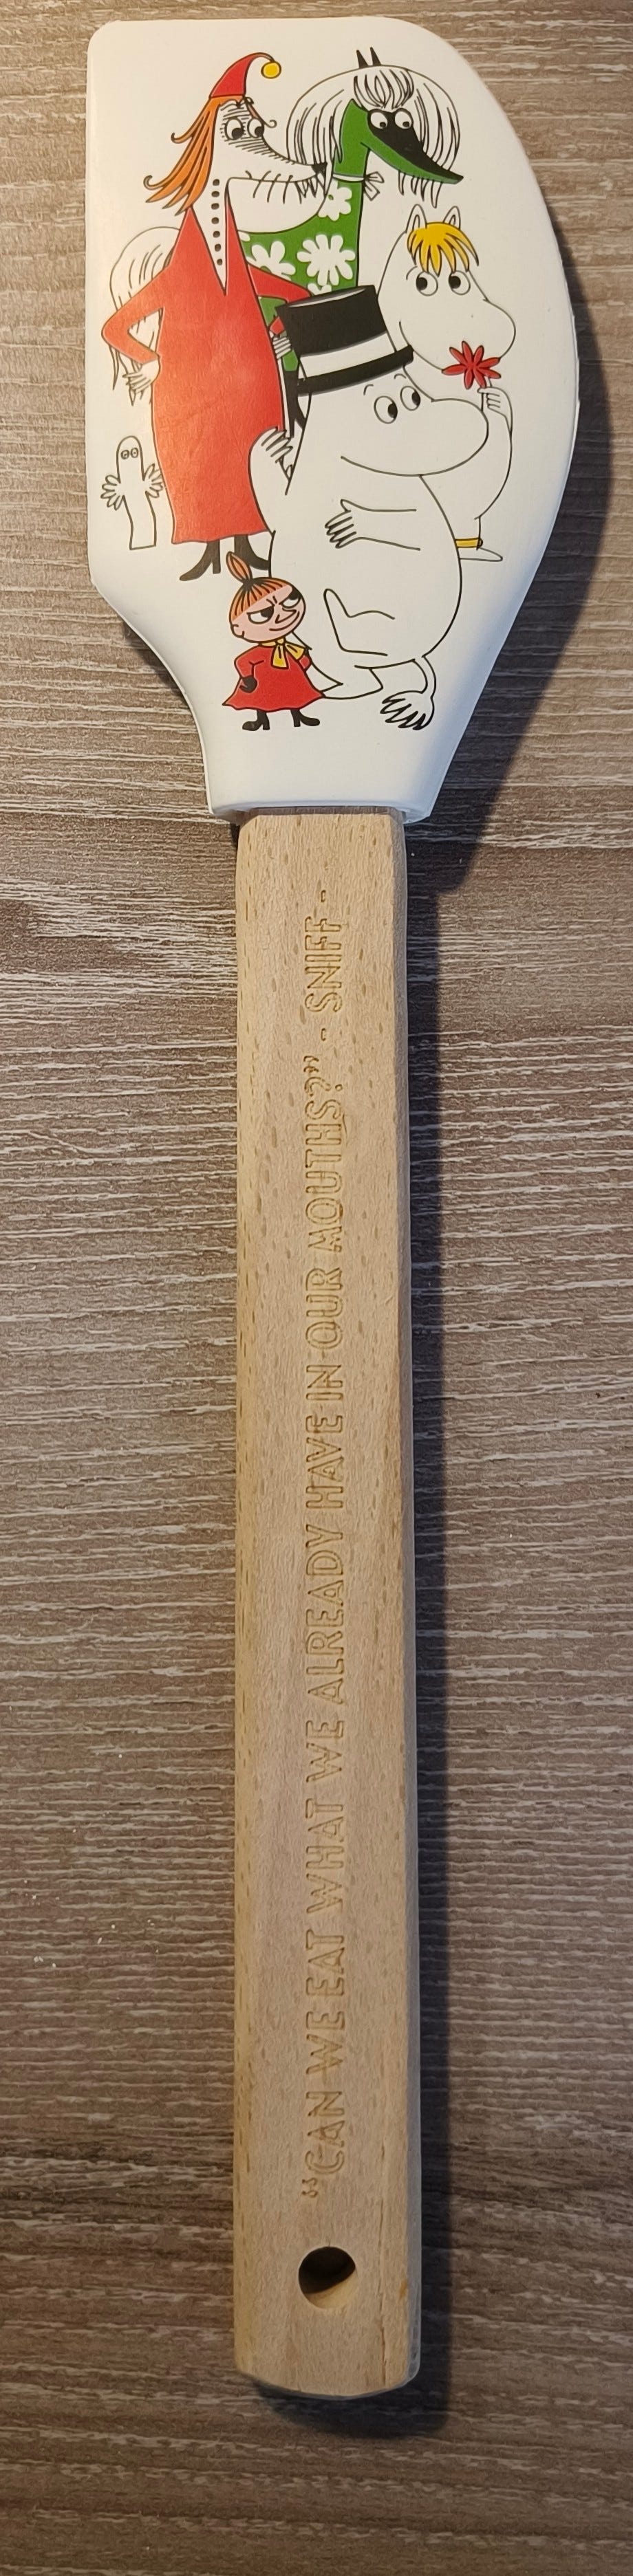 “CAN WE EAT WHAT WE ALREADY HAVE IN OUR MOUTHS?” - SNIFF -